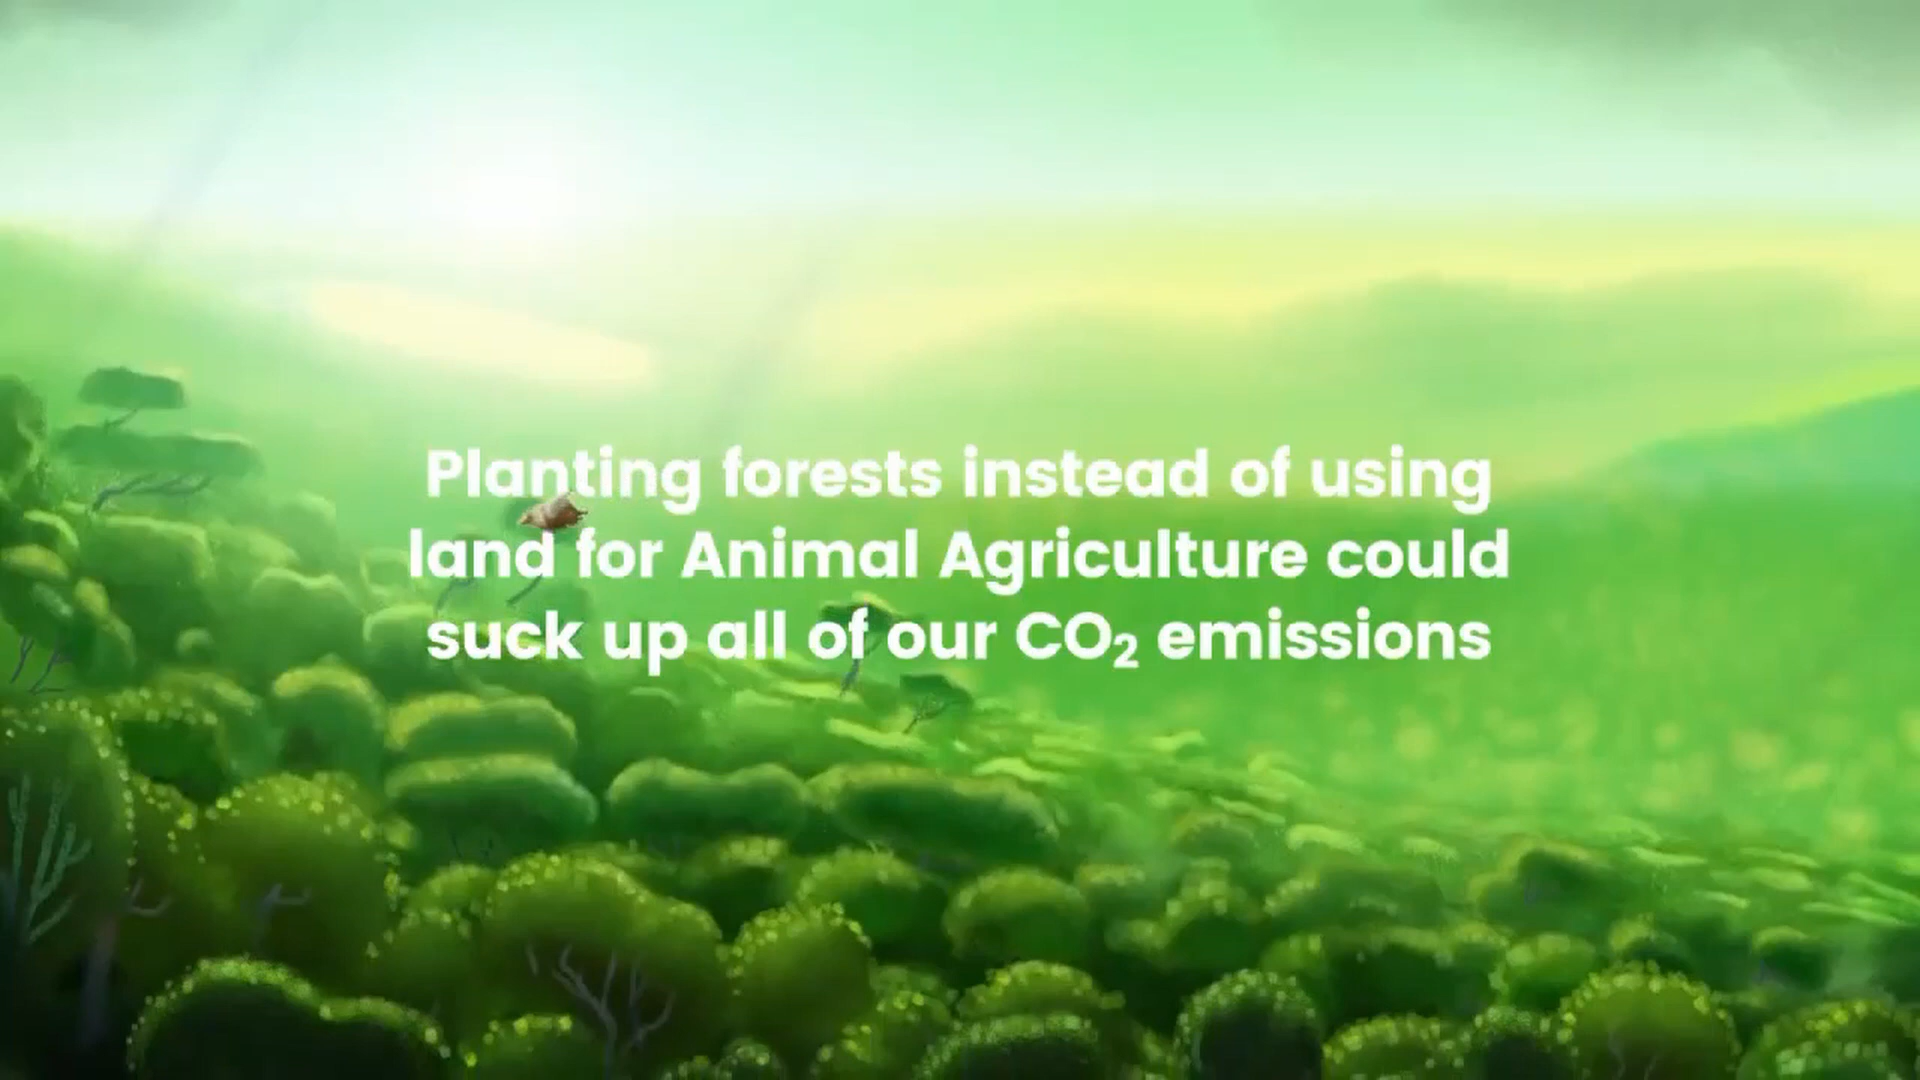 Planting forests instead of using
land for Animal Agriculture could
suck up all of our CO₂ emissions